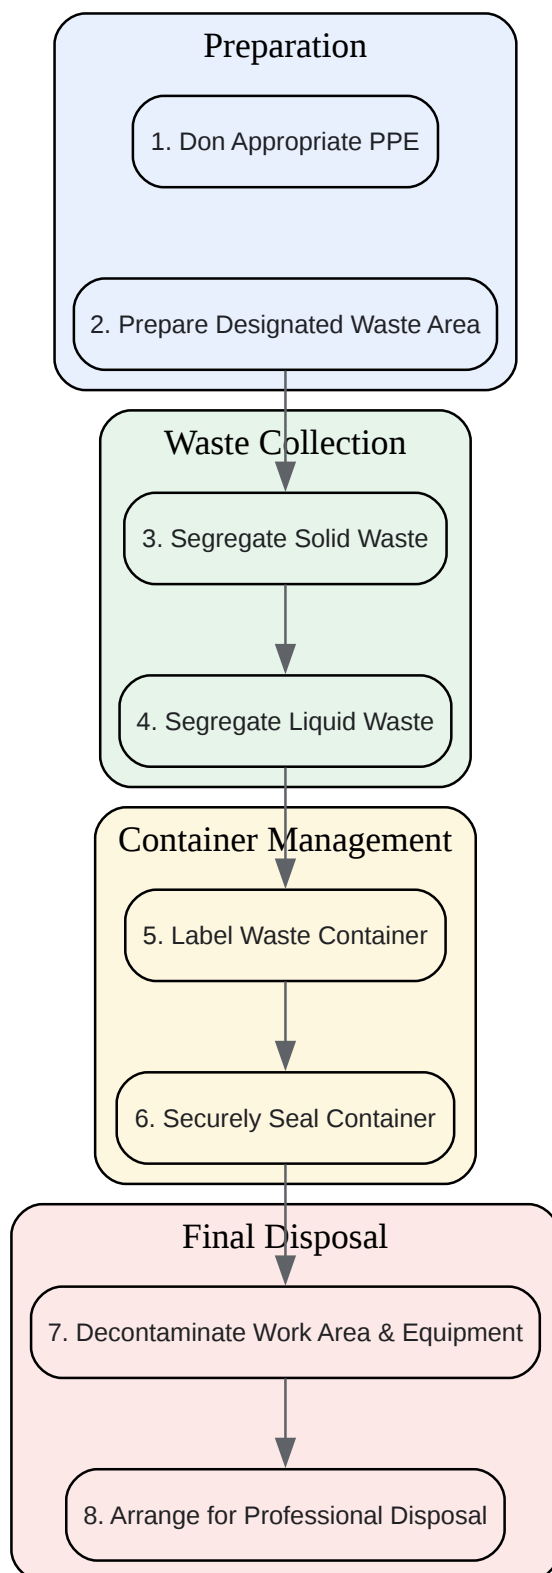 Preparation
1. Don Appropriate PPE
2. Prepare Designated Waste Area
Waste Collection
3. Segregate Solid Waste
4. Segregate Liquid Waste
Container Management
5. Label Waste Container
6. Securely Seal Container
Final Disposal
7. Decontaminate Work Area & Equipment
8. Arrange for Professional Disposal